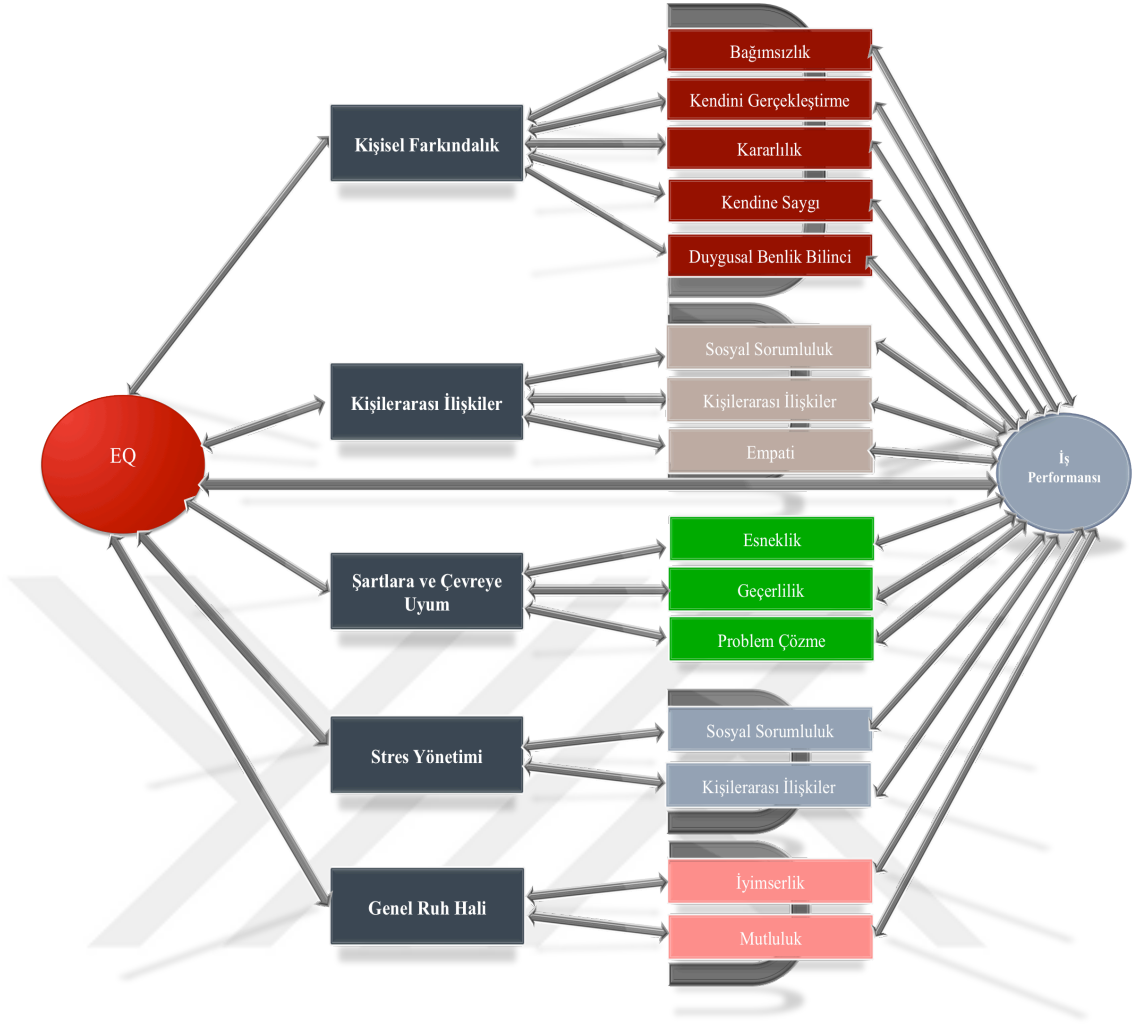 EQ
Kişisel Farkındalık
Bağımsızlık
Kendini Gerçekleştirme
Kararlılık
Kendine Saygı
Duygusal Benlik Bilinci
Kişilerarası İlişkiler
Sosyal Sorumluluk
Kişilerarası İlişkiler
Empati
Şartlara ve Çevreye
Uyum
Esneklik
Geçerlilik
Problem Çözme
Stres Yönetimi
Sosyal Sorumluluk
Kişilerarası İlişkiler
Genel Ruh Hali
İyimserlik
Mutluluk
İş
Performansı